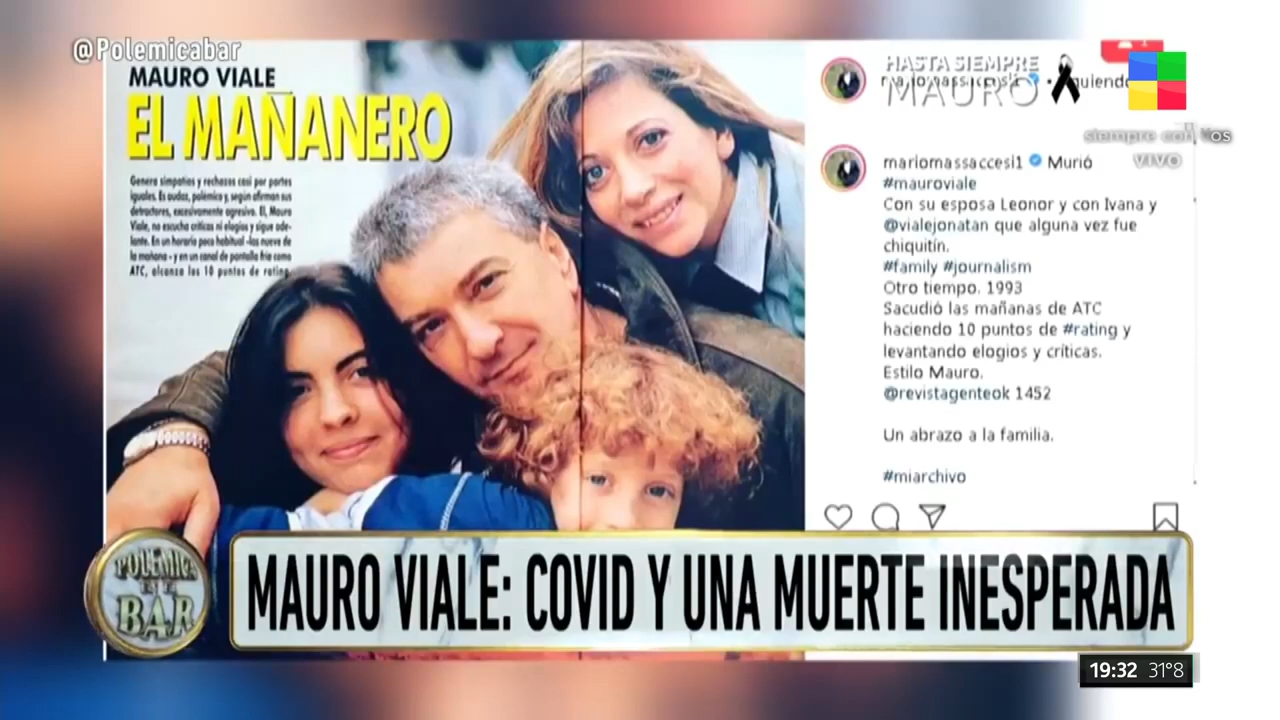 @Polemicabar
MAURO VIALE
EL MAÑANERO
Genera simpatías y rechazos casi por partes
iguales. Es audaz, polémico y, según afirman sus
detractores, excesivamente agresivo. El, Mauro
Viale, no escucha críticas ni elogios y sigue ade-
lante. En un horario poco habitual -las nueve de
la mañana- y en un canal de pantalla fría como
ATC, alcanza los 10 puntos de rating.
HASTA SIEMPRE
MAURO
siempre con
VIVO
mariomassaccesi1 Murió
#mauroviale
Con su esposa Leonor y con Ivana y
@vialejonatan que alguna vez fue
chiquitín.
#family #journalism
Otro tiempo. 1993
Sacudió las mañanas de ATC
haciendo 10 puntos de #rating y
levantando elogios y críticas.
Estilo Mauro.
@revistagenteok 1452
Un abrazo a la familia.
#miarchivo
POLEMICA
EN EL
BAR
MAURO VIALE: COVID Y UNA MUERTE INESPERADA
19:32 31°8